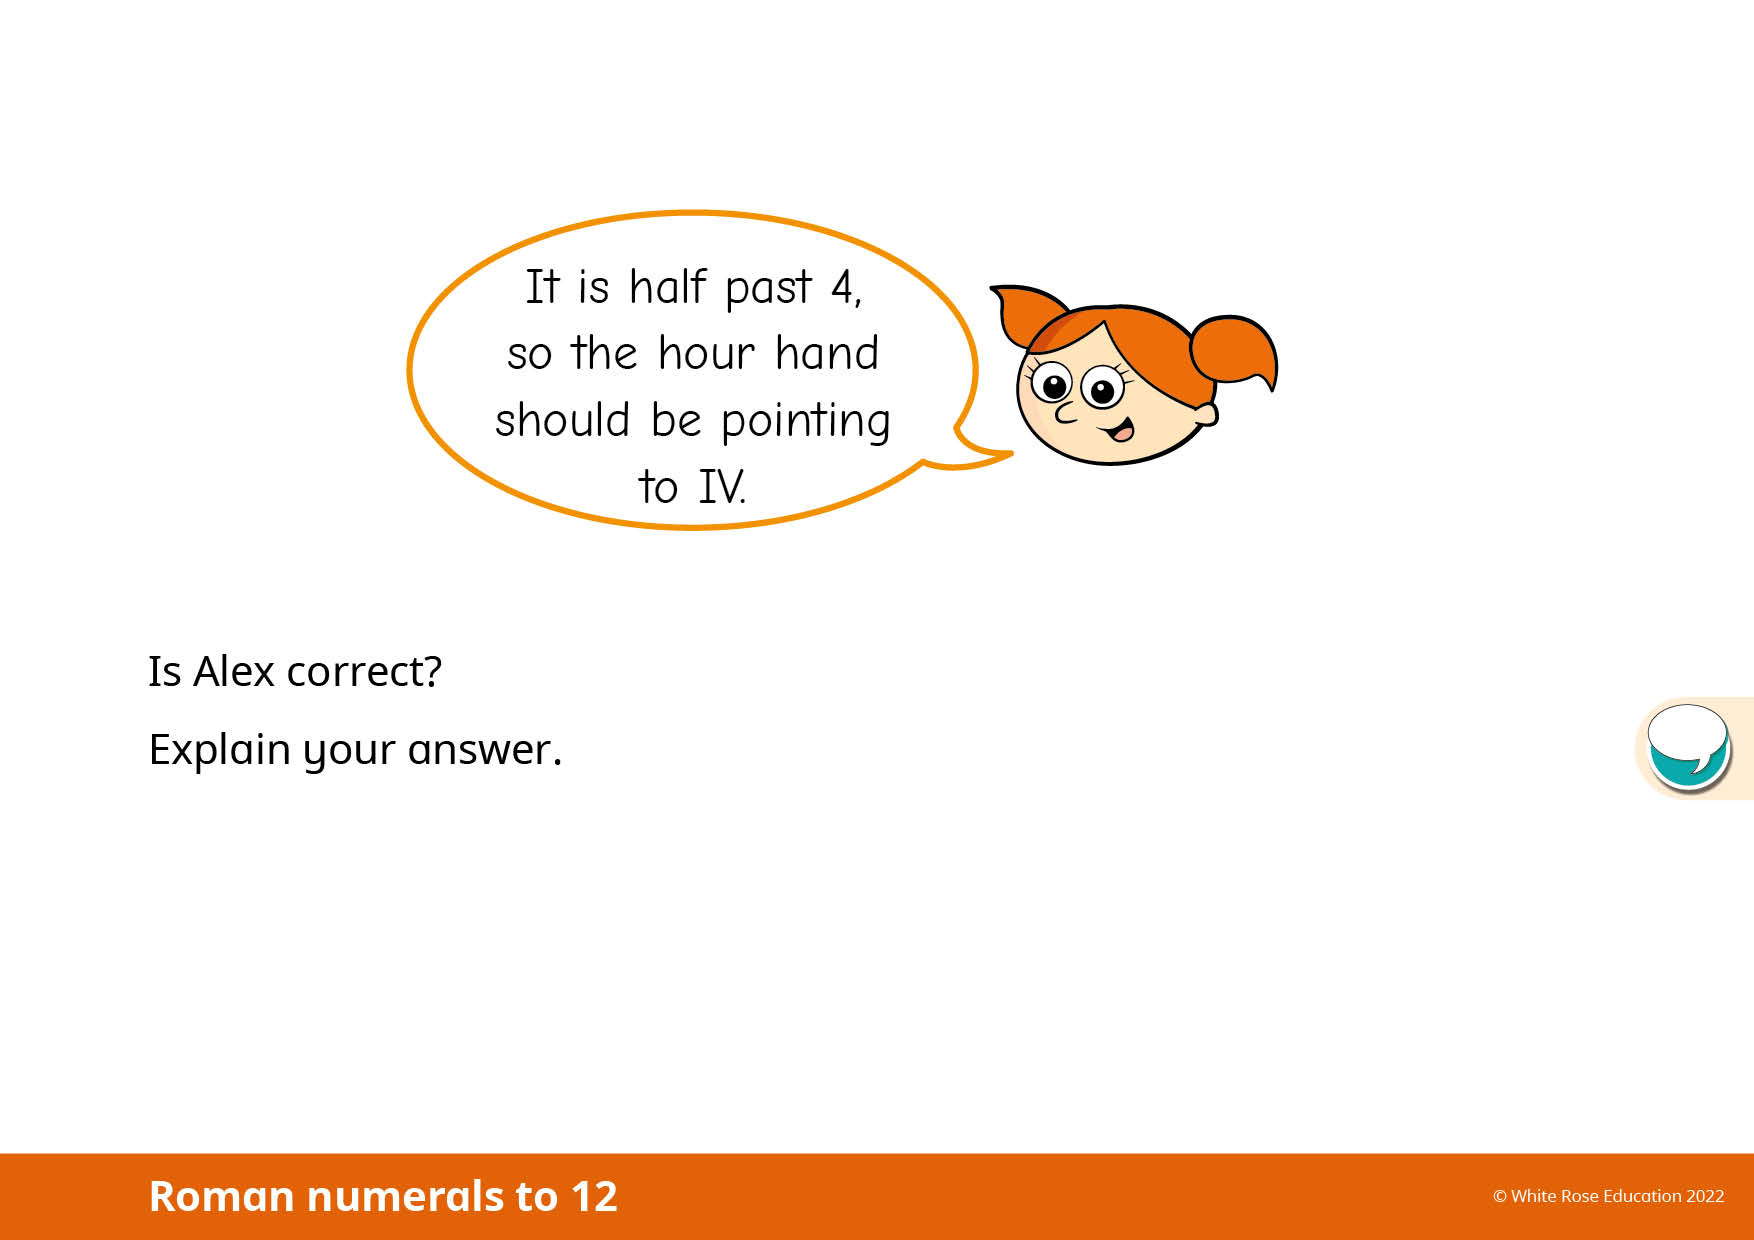 It is half past 4,
so the hour hand
should be pointing
to IV.
Is Alex correct?
Explain your answer.
Roman numerals to 12
© White Rose Education 2022